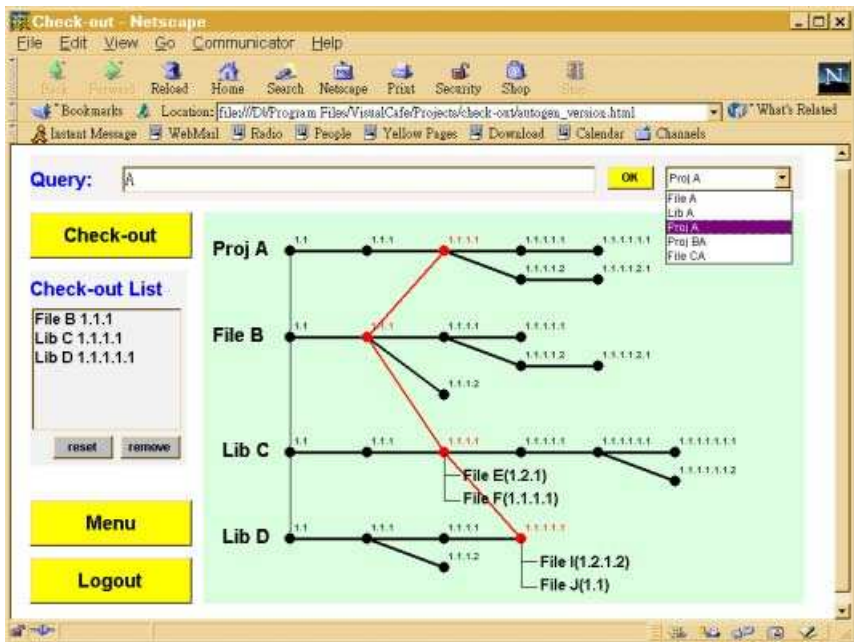 Check-out - Netscape
File Edit View Go Communicator Help
Back Forward Reload Home Search Netscape Print Security Shop Stop
Bookmarks Location: file:///D|/Program Files/VisualCafe/Projects/check-out/autogen_version.html What's Related
Instant Message WebMail Radio People Yellow Pages Download Calendar Channels
Query: A OK Proj A
File A
Lib A
Proj A
Proj BA
File CA
Check-out
Check-out List
File B 1.1.1
Lib C 1.1.1.1
Lib D 1.1.1.1.1
reset remove
Menu
Logout
Proj A 1.1 1.1.1 1.1.1.1 1.1.1.1.1 1.1.1.1.1.1
1.1.1.1.2 1.1.1.1.2.1
File B 1.1 1.1.1 1.1.1.1 1.1.1.1.1
1.1.1.1.2 1.1.1.1.2.1
1.1.1.2
Lib C 1.1 1.1.1 1.1.1.1 1.1.1.1.1 1.1.1.1.1.1 1.1.1.1.1.1.1
1.1.1.1.1.1.2
File E(1.2.1)
File F(1.1.1.1)
Lib D 1.1 1.1.1 1.1.1.1 1.1.1.1.1
1.1.1.2
File I(1.2.1.2)
File J(1.1)